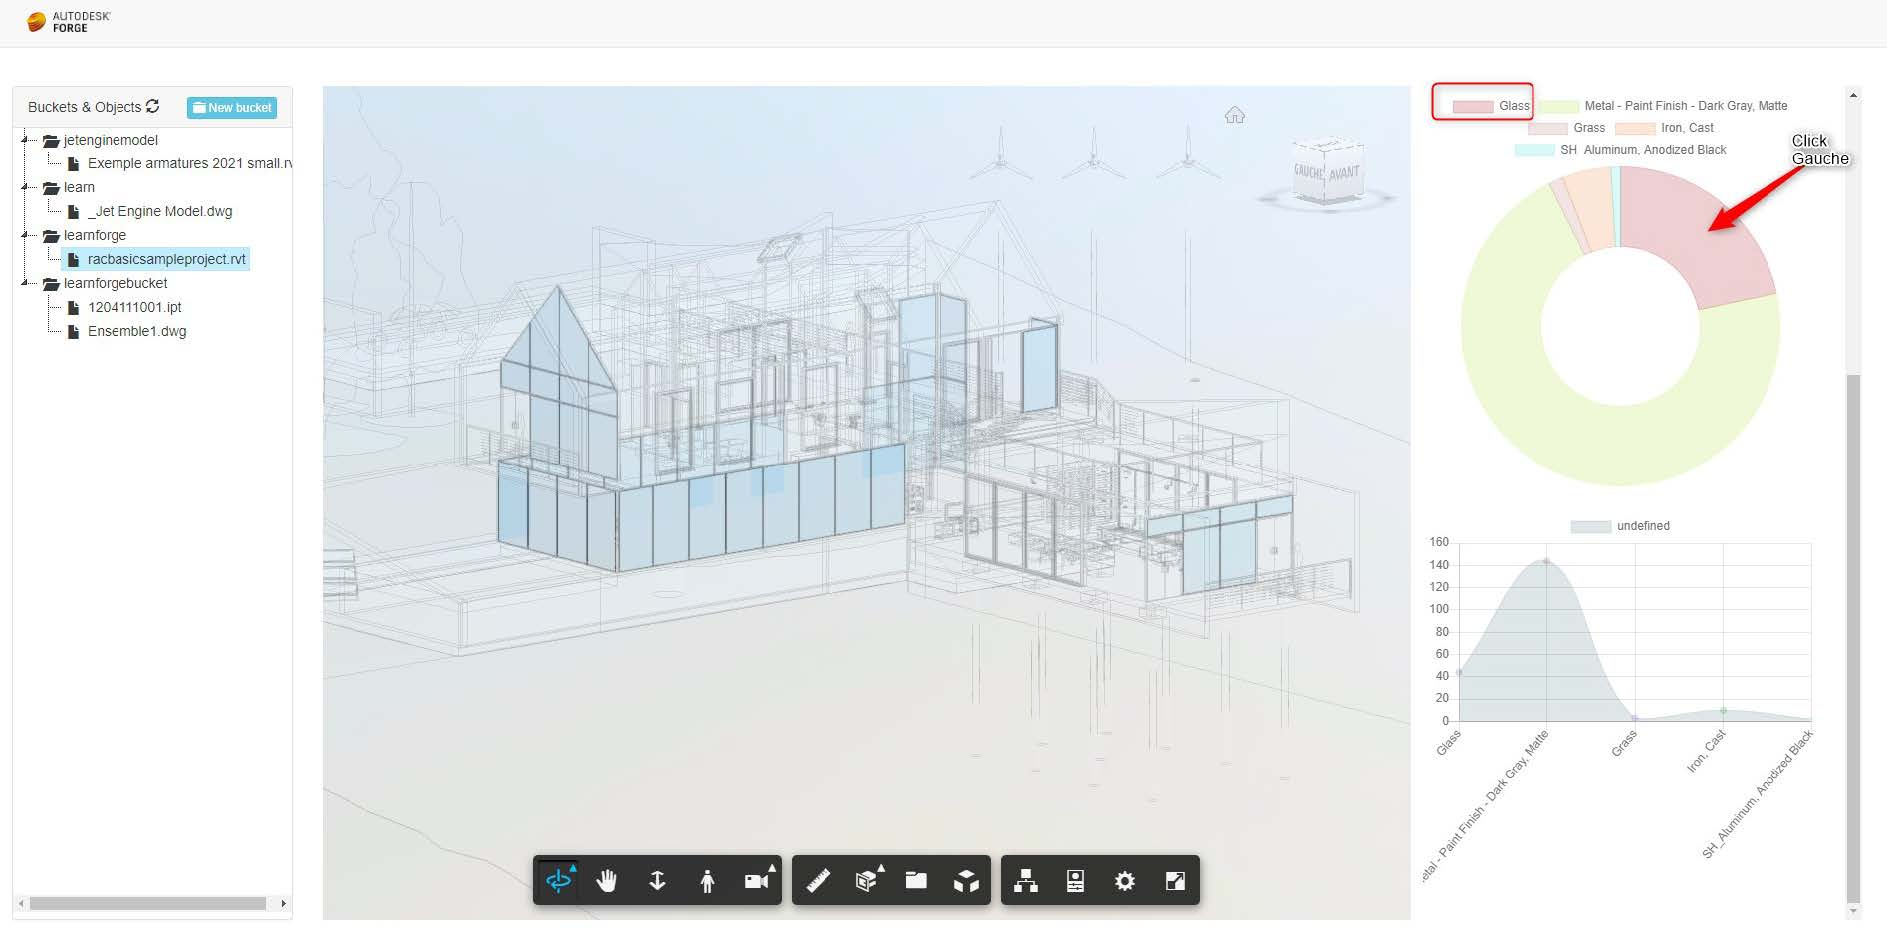 AUTODESK
FORGE
Buckets & Objects
New bucket
jetenginemodel
Exemple armatures 2021 small.rv
learn
_Jet Engine Model.dwg
learnforge
racbasicsampleproject.rvt
learnforgebucket
1204111001.ipt
Ensemble1.dwg
GAUCHE
AVANT
Glass
Metal - Paint Finish - Dark Gray, Matte
Grass
Iron, Cast
SH_Aluminum, Anodized Black
Click
Gauche
undefined
160
140
120
100
80
60
40
20
0
Glass
etal - Paint Finish - Dark Gray, Matte
Grass
Iron, Cast
SH_Aluminum, Anodized Black